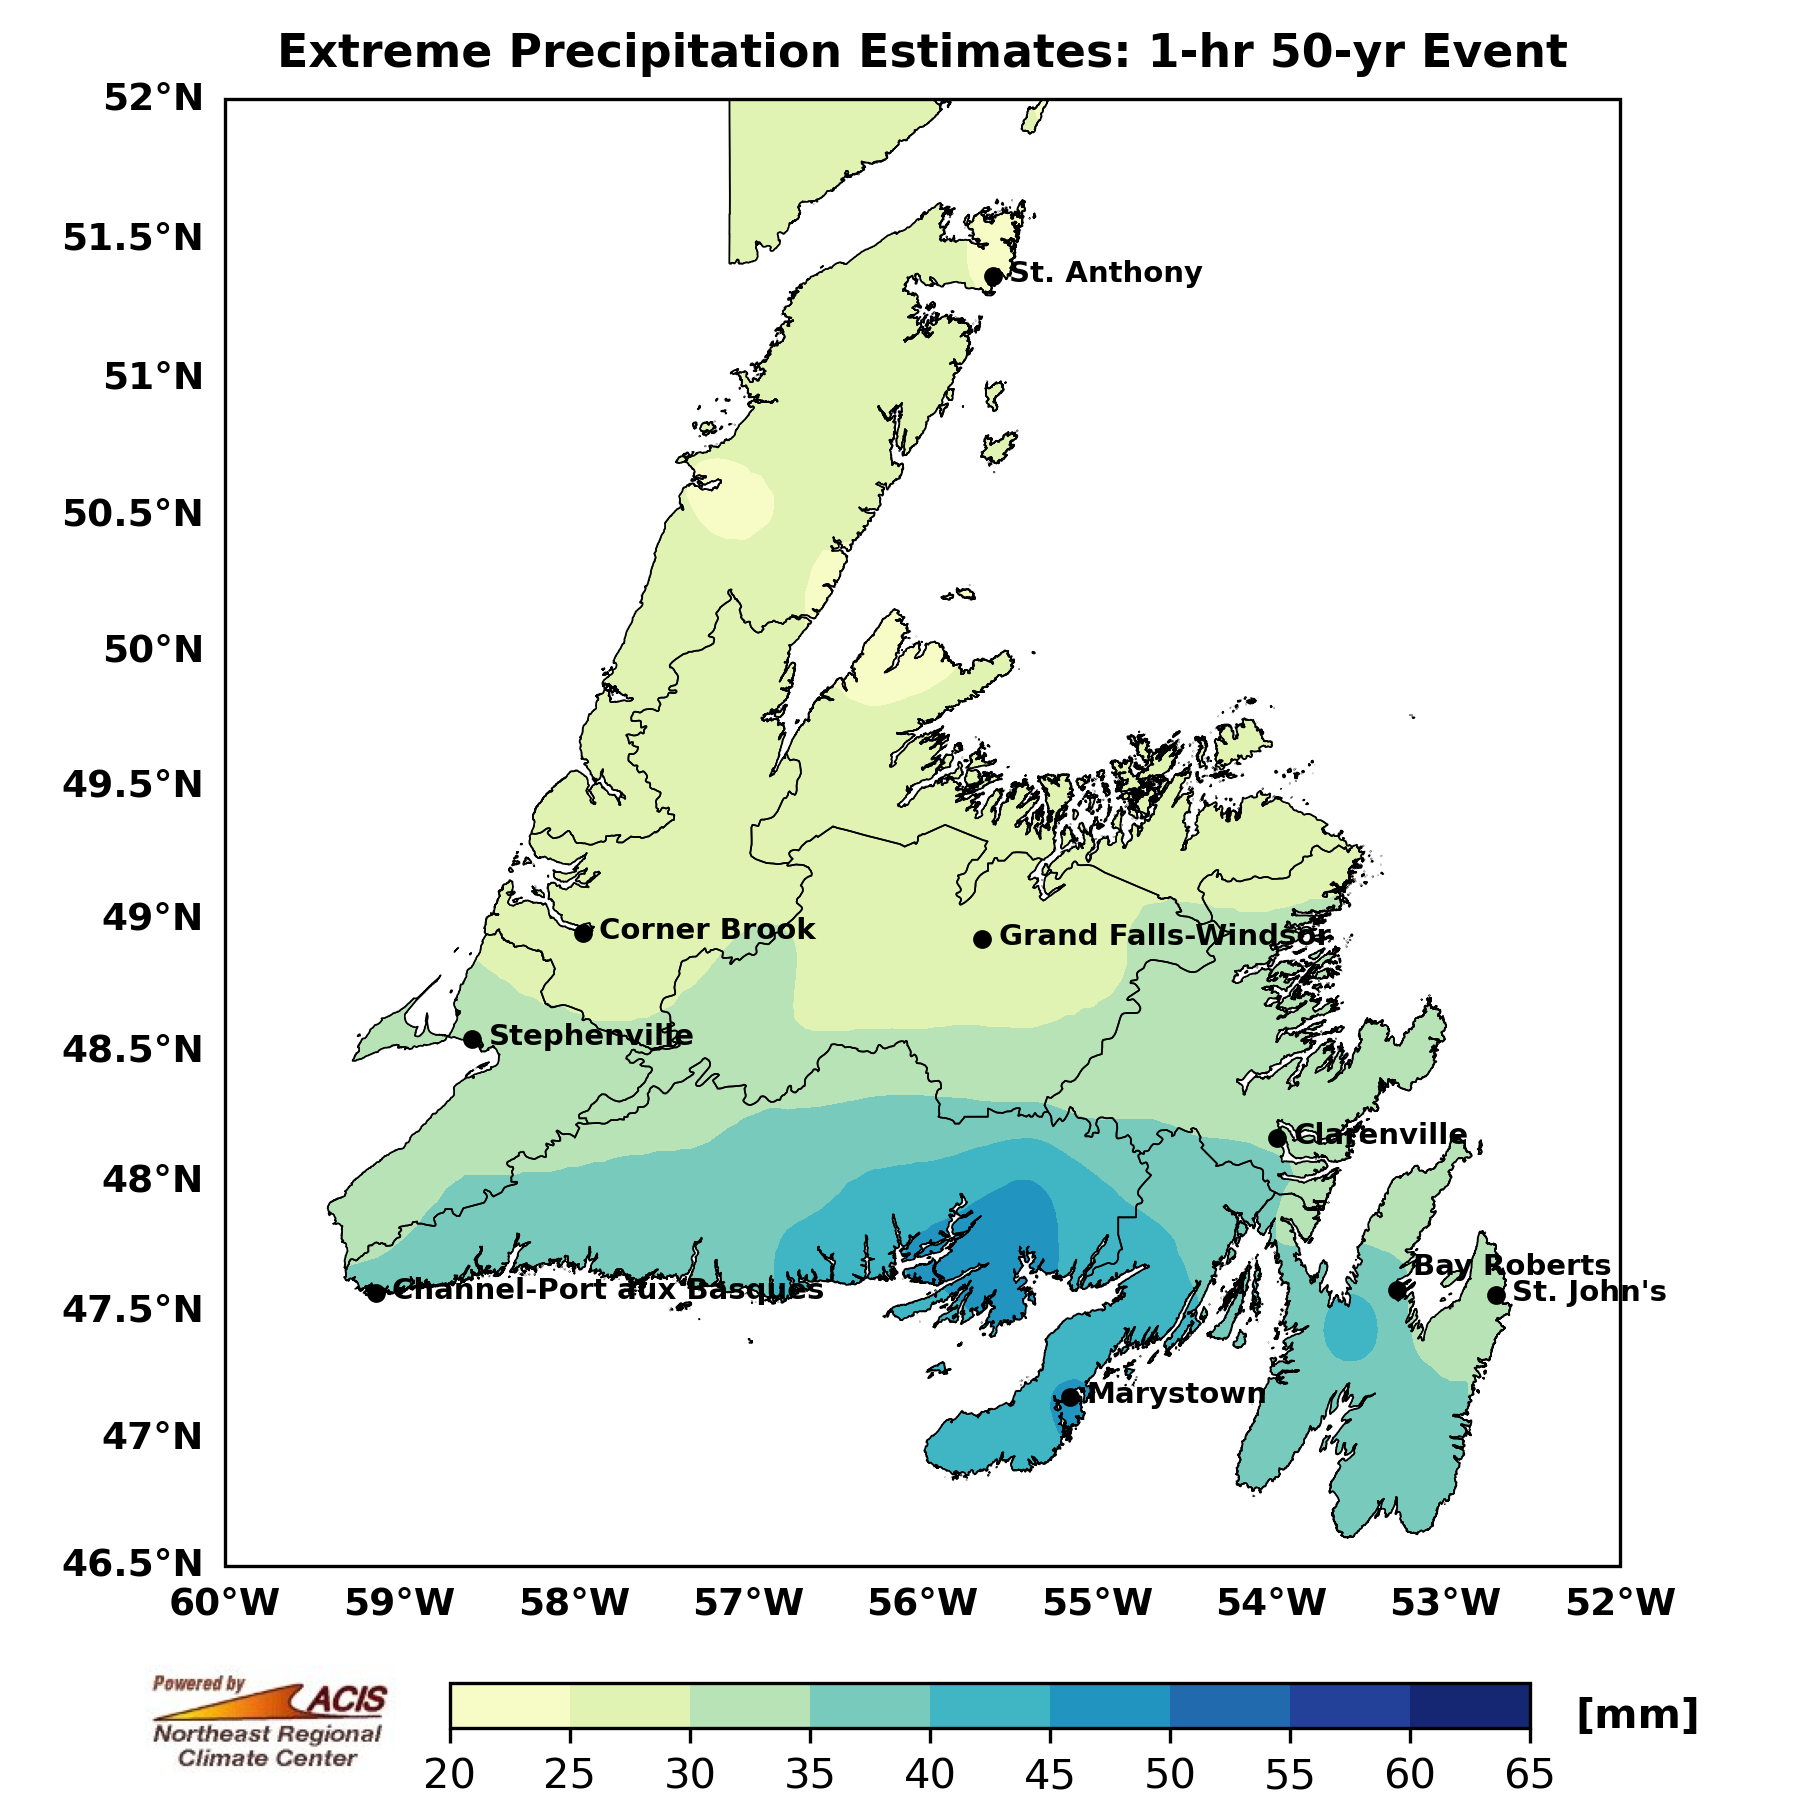 Extreme Precipitation Estimates: 1-hr 50-yr Event
52°N
51.5°N
51°N
50.5°N
50°N
49.5°N
49°N
48.5°N
48°N
47.5°N
47°N
46.5°N
St. Anthony
Corner Brook
Grand Falls-Windsor
Stephenville
Clarenville
Bay Roberts
Channel-Port aux Basques
St. John's
Marystown
60°W 59°W 58°W 57°W 56°W 55°W 54°W 53°W 52°W
Powered by
ACIS
Northeast Regional
Climate Center
[mm]
20 25 30 35 40 45 50 55 60 65